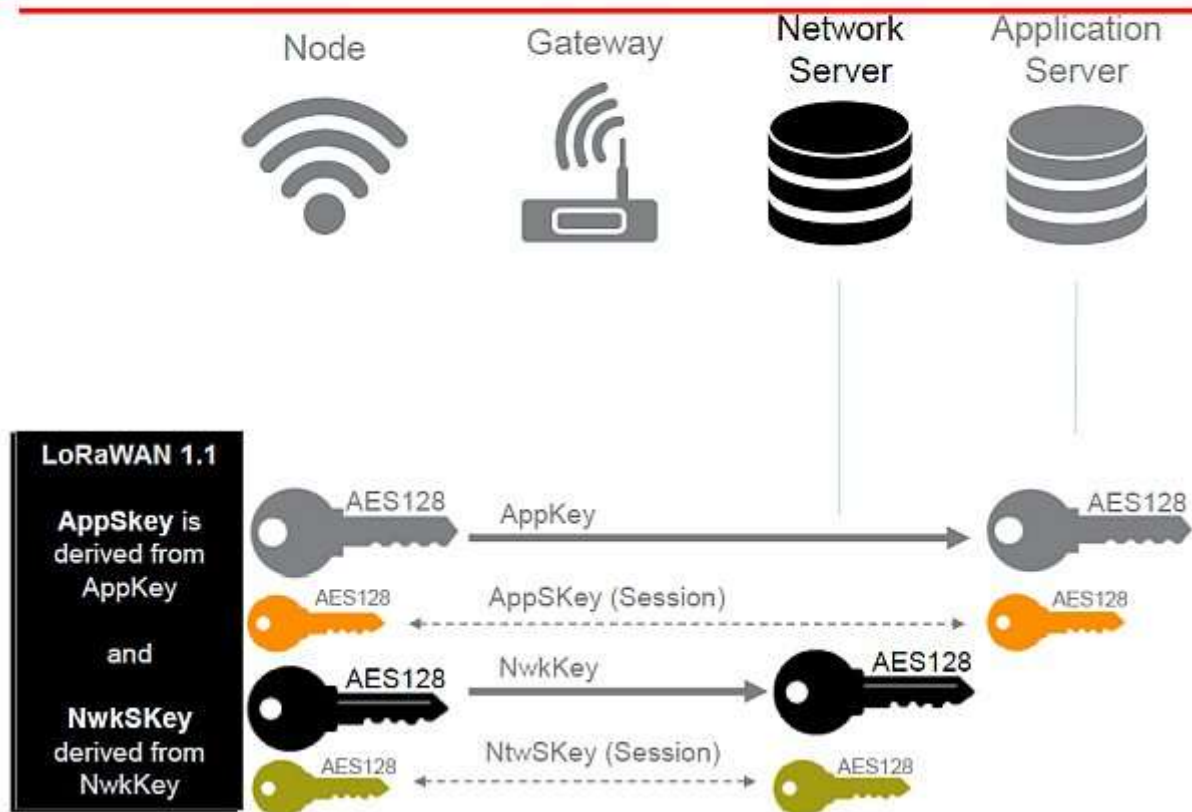 Node
Gateway
Network
Server
Application
Server
LoRaWAN 1.1
AppSkey is
derived from
AppKey
and
NwkSKey
derived from
NwkKey
AES128
AppKey
AES128
AES128
AppSKey (Session)
AES128
AES128
NwkKey
AES128
AES128
NtwSKey (Session)
AES128